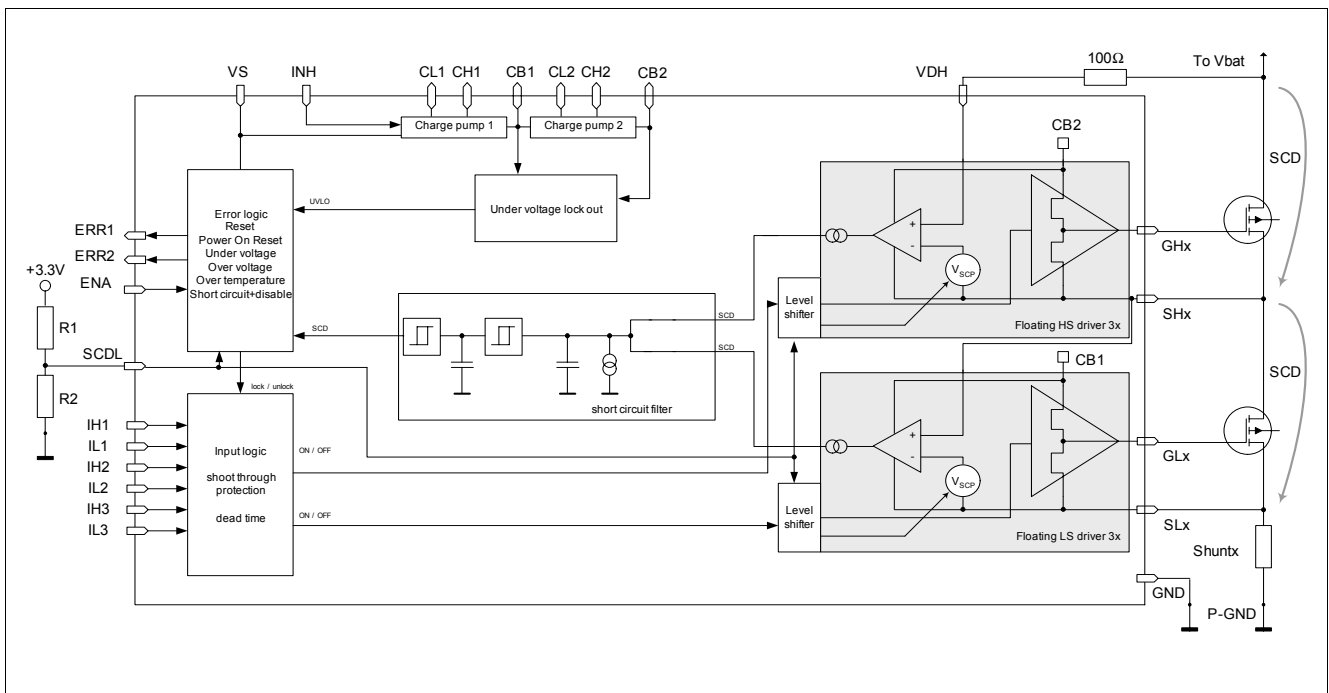 100Ω
To Vbat
VS
INH
CL1
CH1
CB1
CL2
CH2
CB2
VDH
Charge pump 1
Charge pump 2
CB2
SCD
Error logic
Reset
Power On Reset
Under voltage
Over voltage
Over temperature
Short circuit+disable
UVLO
Under voltage lock out
ERR1
ERR2
ENA
+3.3V
R1
SCDL
R2
+
-
VSCP
Level
shifter
Floating HS driver 3x
GHx
SHx
SCD
SCD
SCD
short circuit filter
lock / unlock
CB1
SCD
IH1
IL1
IH2
IL2
IH3
IL3
Input logic
shoot through
protection
dead time
ON / OFF
ON / OFF
+
-
VSCP
Level
shifter
Floating LS driver 3x
GLx
SLx
Shuntx
GND
P-GND